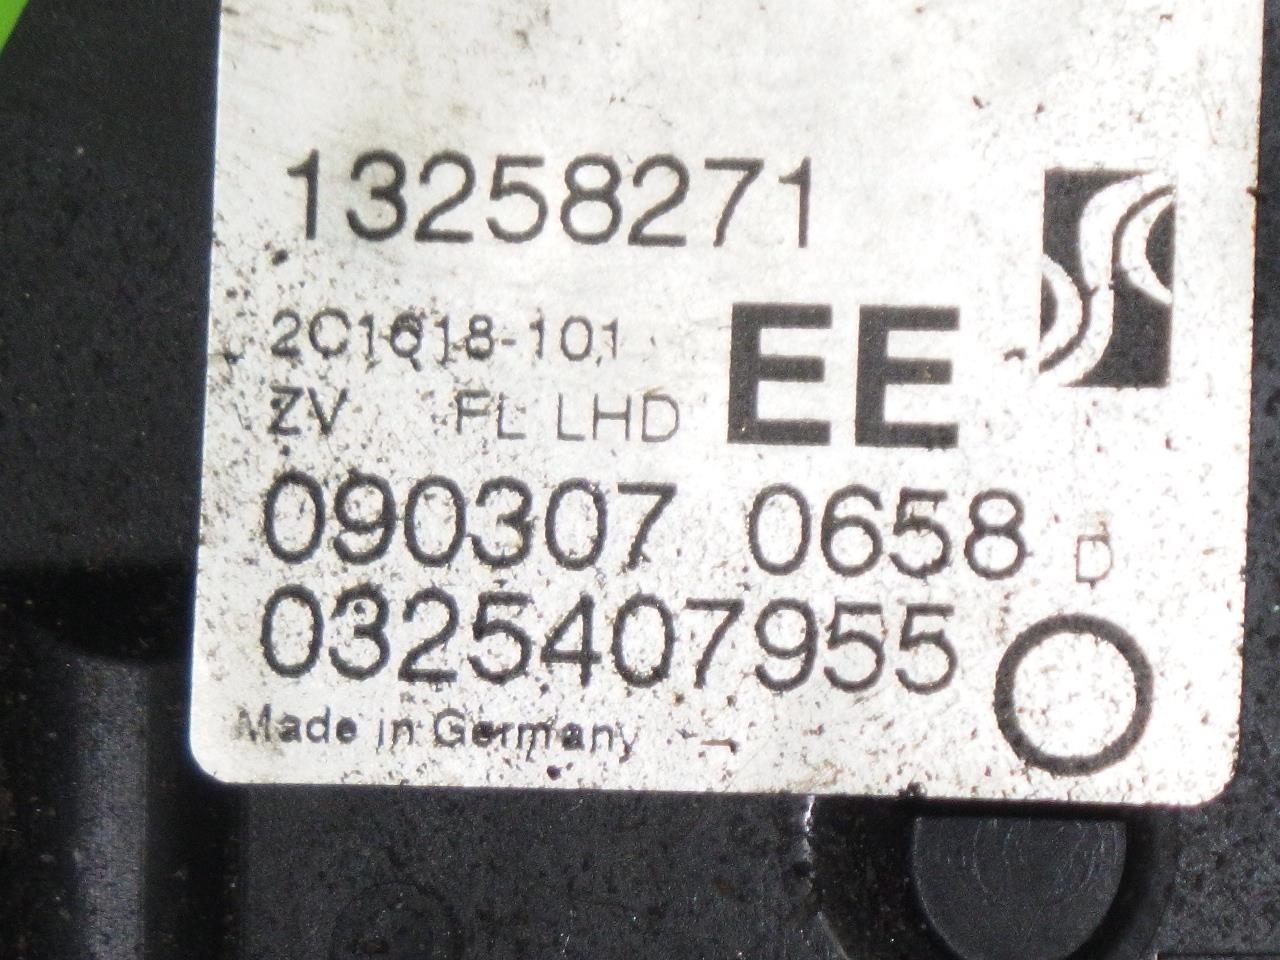 13258271
2C1618-101
EE
ZV FL LHD
090307 0658 D
0325407955
Made in Germany